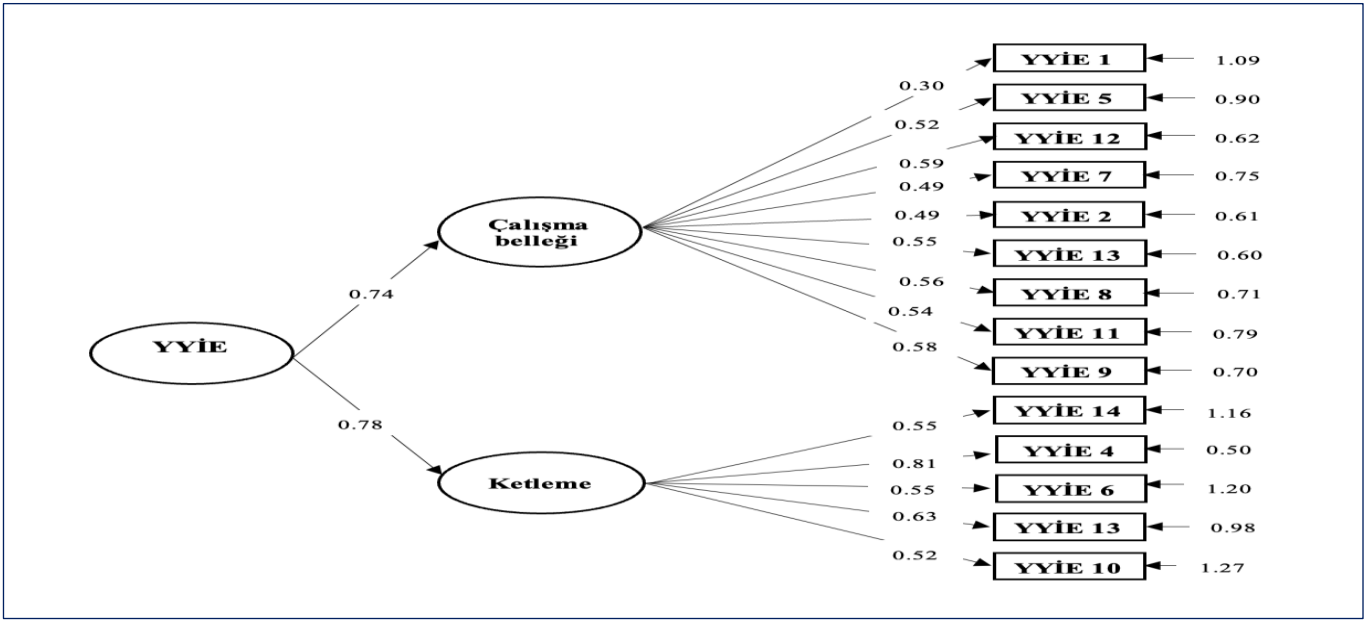 YYİE 1
1.09
0.30
YYİE 5
0.90
0.52
YYİE 12
0.62
0.59
YYİE 7
0.75
0.49
Çalışma
belleği
YYİE 2
0.61
0.49
YYİE 13
0.60
0.55
YYİE 8
0.71
0.56
YYİE 11
0.79
0.54
YYİE 9
0.70
0.58
0.74
YYİE
0.78
YYİE 14
1.16
0.55
YYİE 4
0.50
0.81
Ketleme
YYİE 6
1.20
0.55
YYİE 13
0.98
0.63
YYİE 10
1.27
0.52